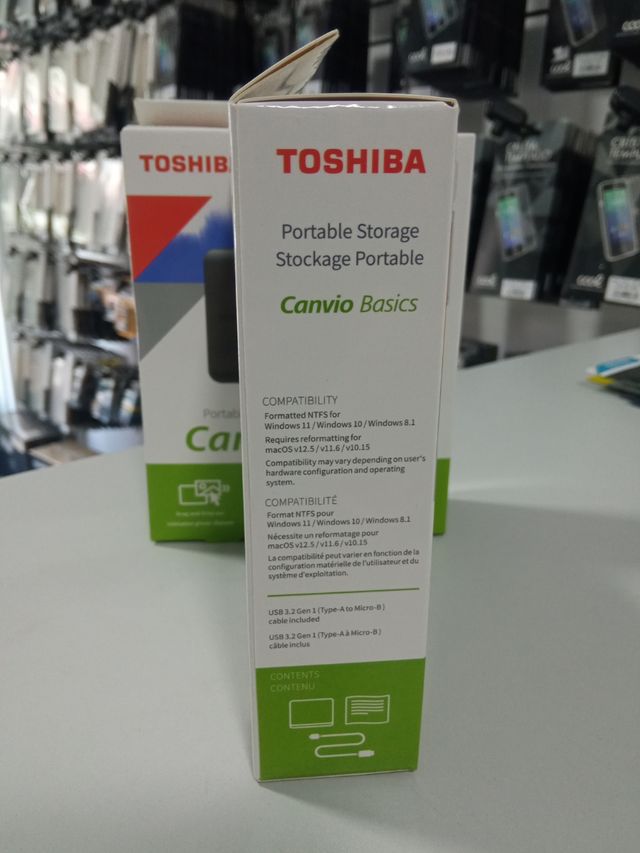 TOSHIBA
Portable Storage
Stockage Portable
Canvio Basics
COMPATIBILITY
Formatted NTFS for
Windows 11 / Windows 10 / Windows 8.1
Requires reformatting for
macOS v12.5 / v11.6 / v10.15
Compatibility may vary depending on user's
hardware configuration and operating
system.
COMPATIBILITÉ
Format NTFS pour
Windows 11 / Windows 10 / Windows 8.1
Nécessite un reformatage pour
macOS v12.5 / v11.6 / v10.15
La compatibilité peut varier en fonction de la
configuration matérielle de l'utilisateur et du
système d'exploitation.
USB 3.2 Gen 1 (Type-A to Micro-B)
cable included
USB 3.2 Gen 1 (Type-A à Micro-B)
câble inclus
CONTENTS
CONTENU
TOSHIB
Portab
Can